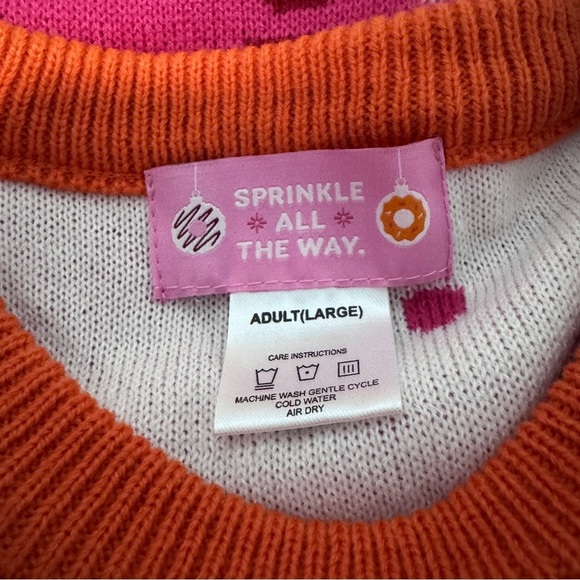 SPRINKLE
* ALL *
THE WAY.
ADULT(LARGE)
CARE INSTRUCTIONS
MACHINE WASH GENTLE CYCLE
COLD WATER
AIR DRY